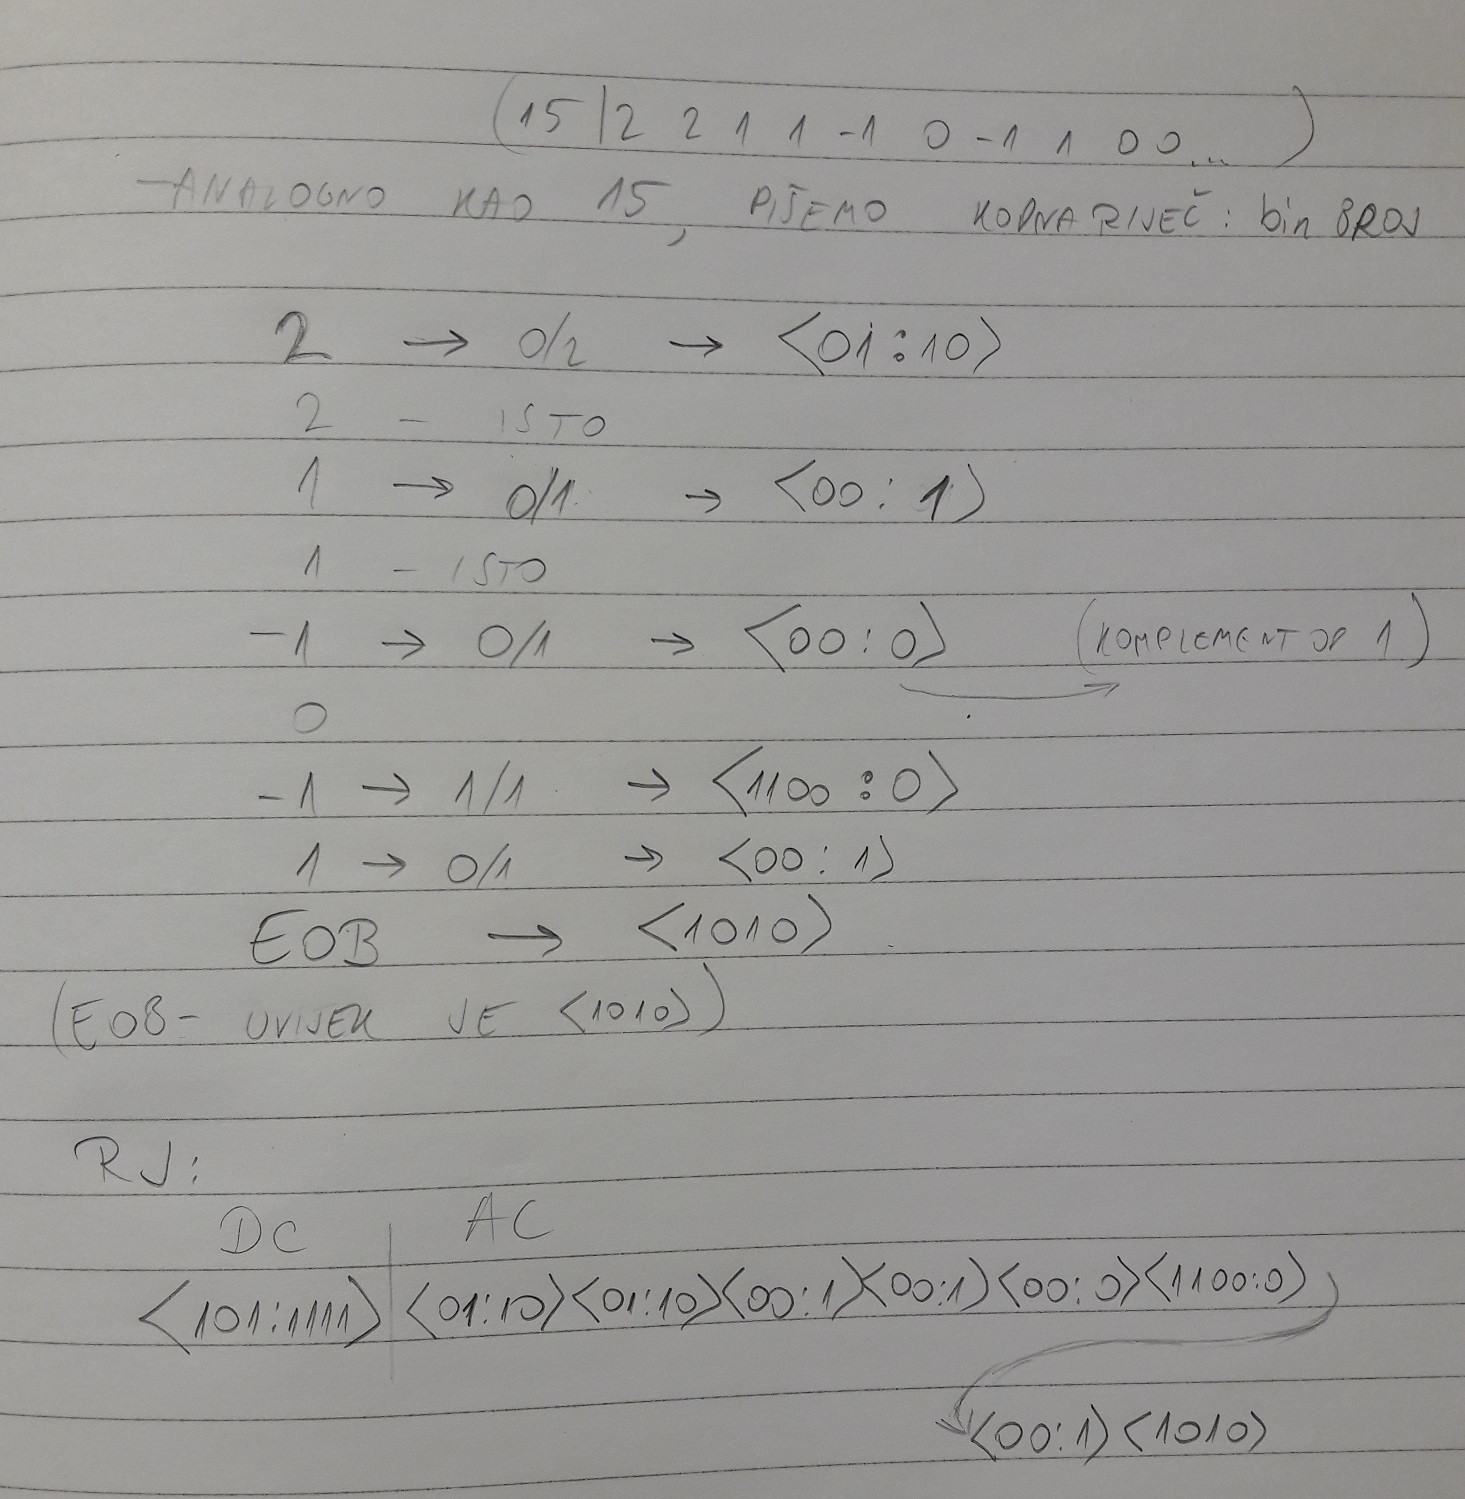 (15|2 2 1 1 -1 0 -1 1 0 0 ... )
- ANALOGNO KAO 15, PIŠEMO KODNA RIJEČ : bin BROJ
2 → 0/2 → <01:10>
2 - ISTO
1 → 0/1 → <00:1>
1 - ISTO
-1 → 0/1 → <00:0> (KOMPLEMENT OD 1)
0
-1 → 1/1 → <1100:0>
1 → 0/1 → <00:1>
EOB → <1010>
(EOB- UVIJEK JE <1010>)
RJ:
DC | AC
<101:1111> | <01:10><01:10><00:1><00:1><00:0><1100:0>
<00:1><1010>